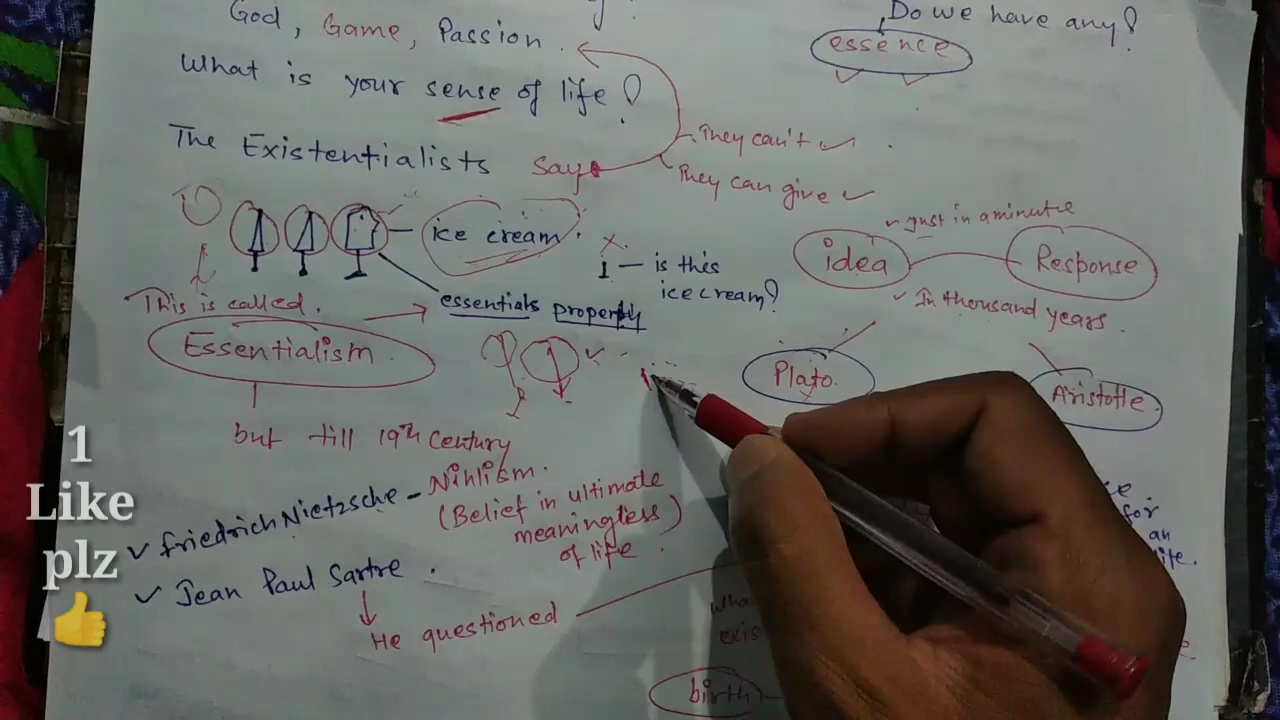 God, Game, Passion.
Do we have any?
essence
What is your sense of life?
They can't
They can give
The Existentialists say
ice cream.
I – is this
ice cream?
Just in a minute
idea
Response
In thousand years.
This is called.
essentials property
Essentialism
Plato
Aristotle
but till 19th century
Friedrich Nietzsche – Nihlism.
(Belief in ultimate
meaningless
of life.)
for
an
Jean Paul Sartre.
He questioned
birth
1
Like
plz